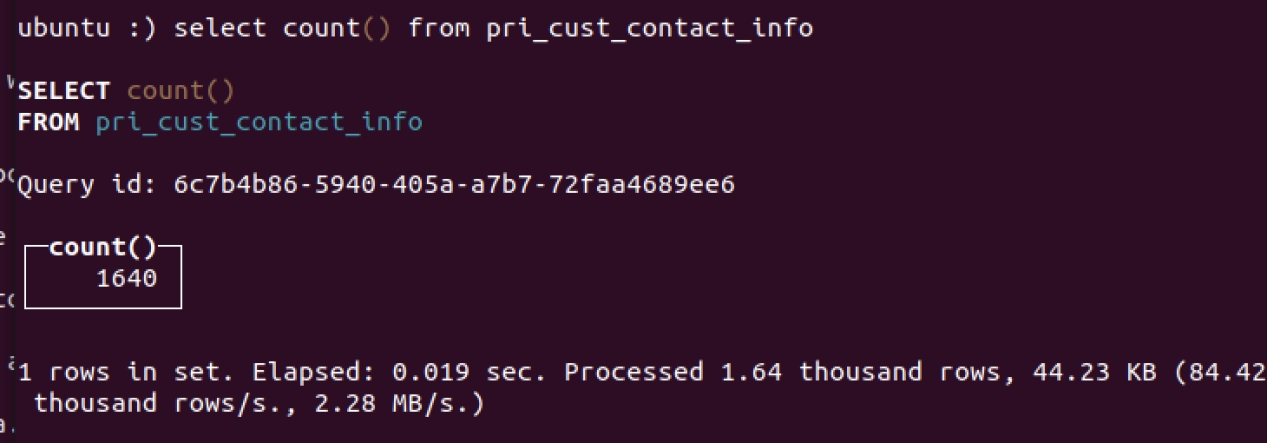 ubuntu :) select count() from pri_cust_contact_info
SELECT count()
FROM pri_cust_contact_info
Query id: 6c7b4b86-5940-405a-a7b7-72faa4689ee6
count()
1640
1 rows in set. Elapsed: 0.019 sec. Processed 1.64 thousand rows, 44.23 KB (84.42
thousand rows/s., 2.28 MB/s.)